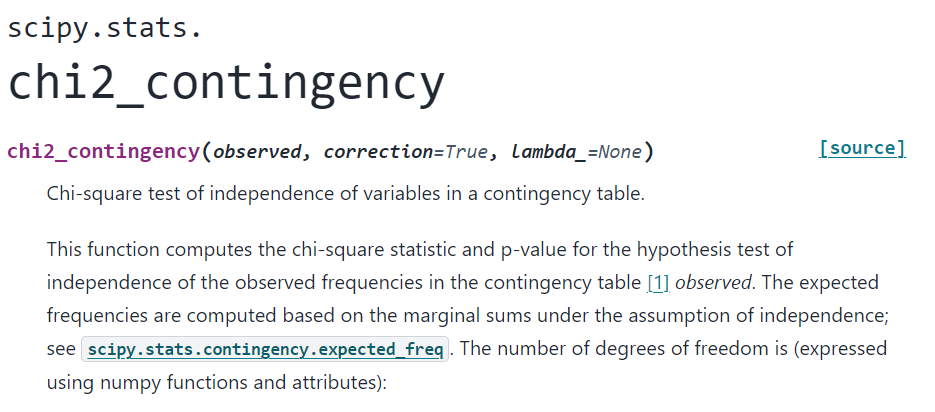 scipy.stats.
chi2_contingency
chi2_contingency(observed, correction=True, lambda_=None) [source]
Chi-square test of independence of variables in a contingency table.
This function computes the chi-square statistic and p-value for the hypothesis test of
independence of the observed frequencies in the contingency table [1] observed. The expected
frequencies are computed based on the marginal sums under the assumption of independence;
see scipy.stats.contingency.expected_freq. The number of degrees of freedom is (expressed
using numpy functions and attributes):